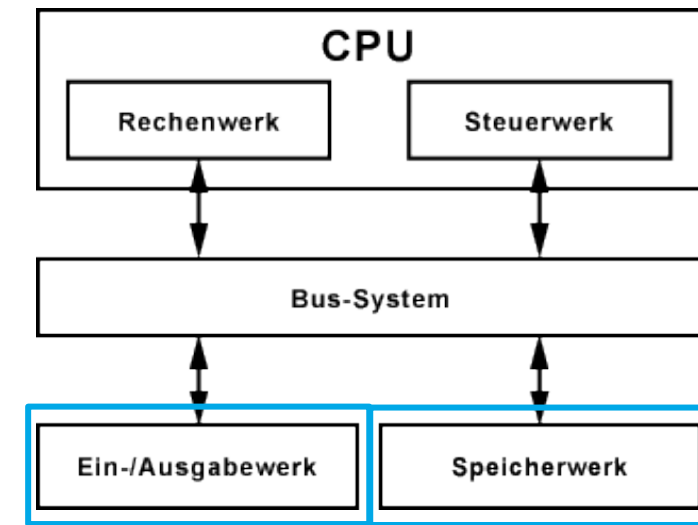 CPU
Rechenwerk
Steuerwerk
Bus-System
Ein-/Ausgabewerk
Speicherwerk